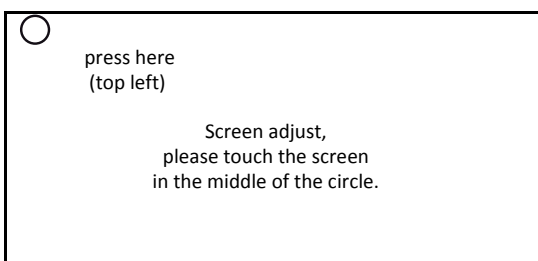 press here
(top left)
Screen adjust,
please touch the screen
in the middle of the circle.